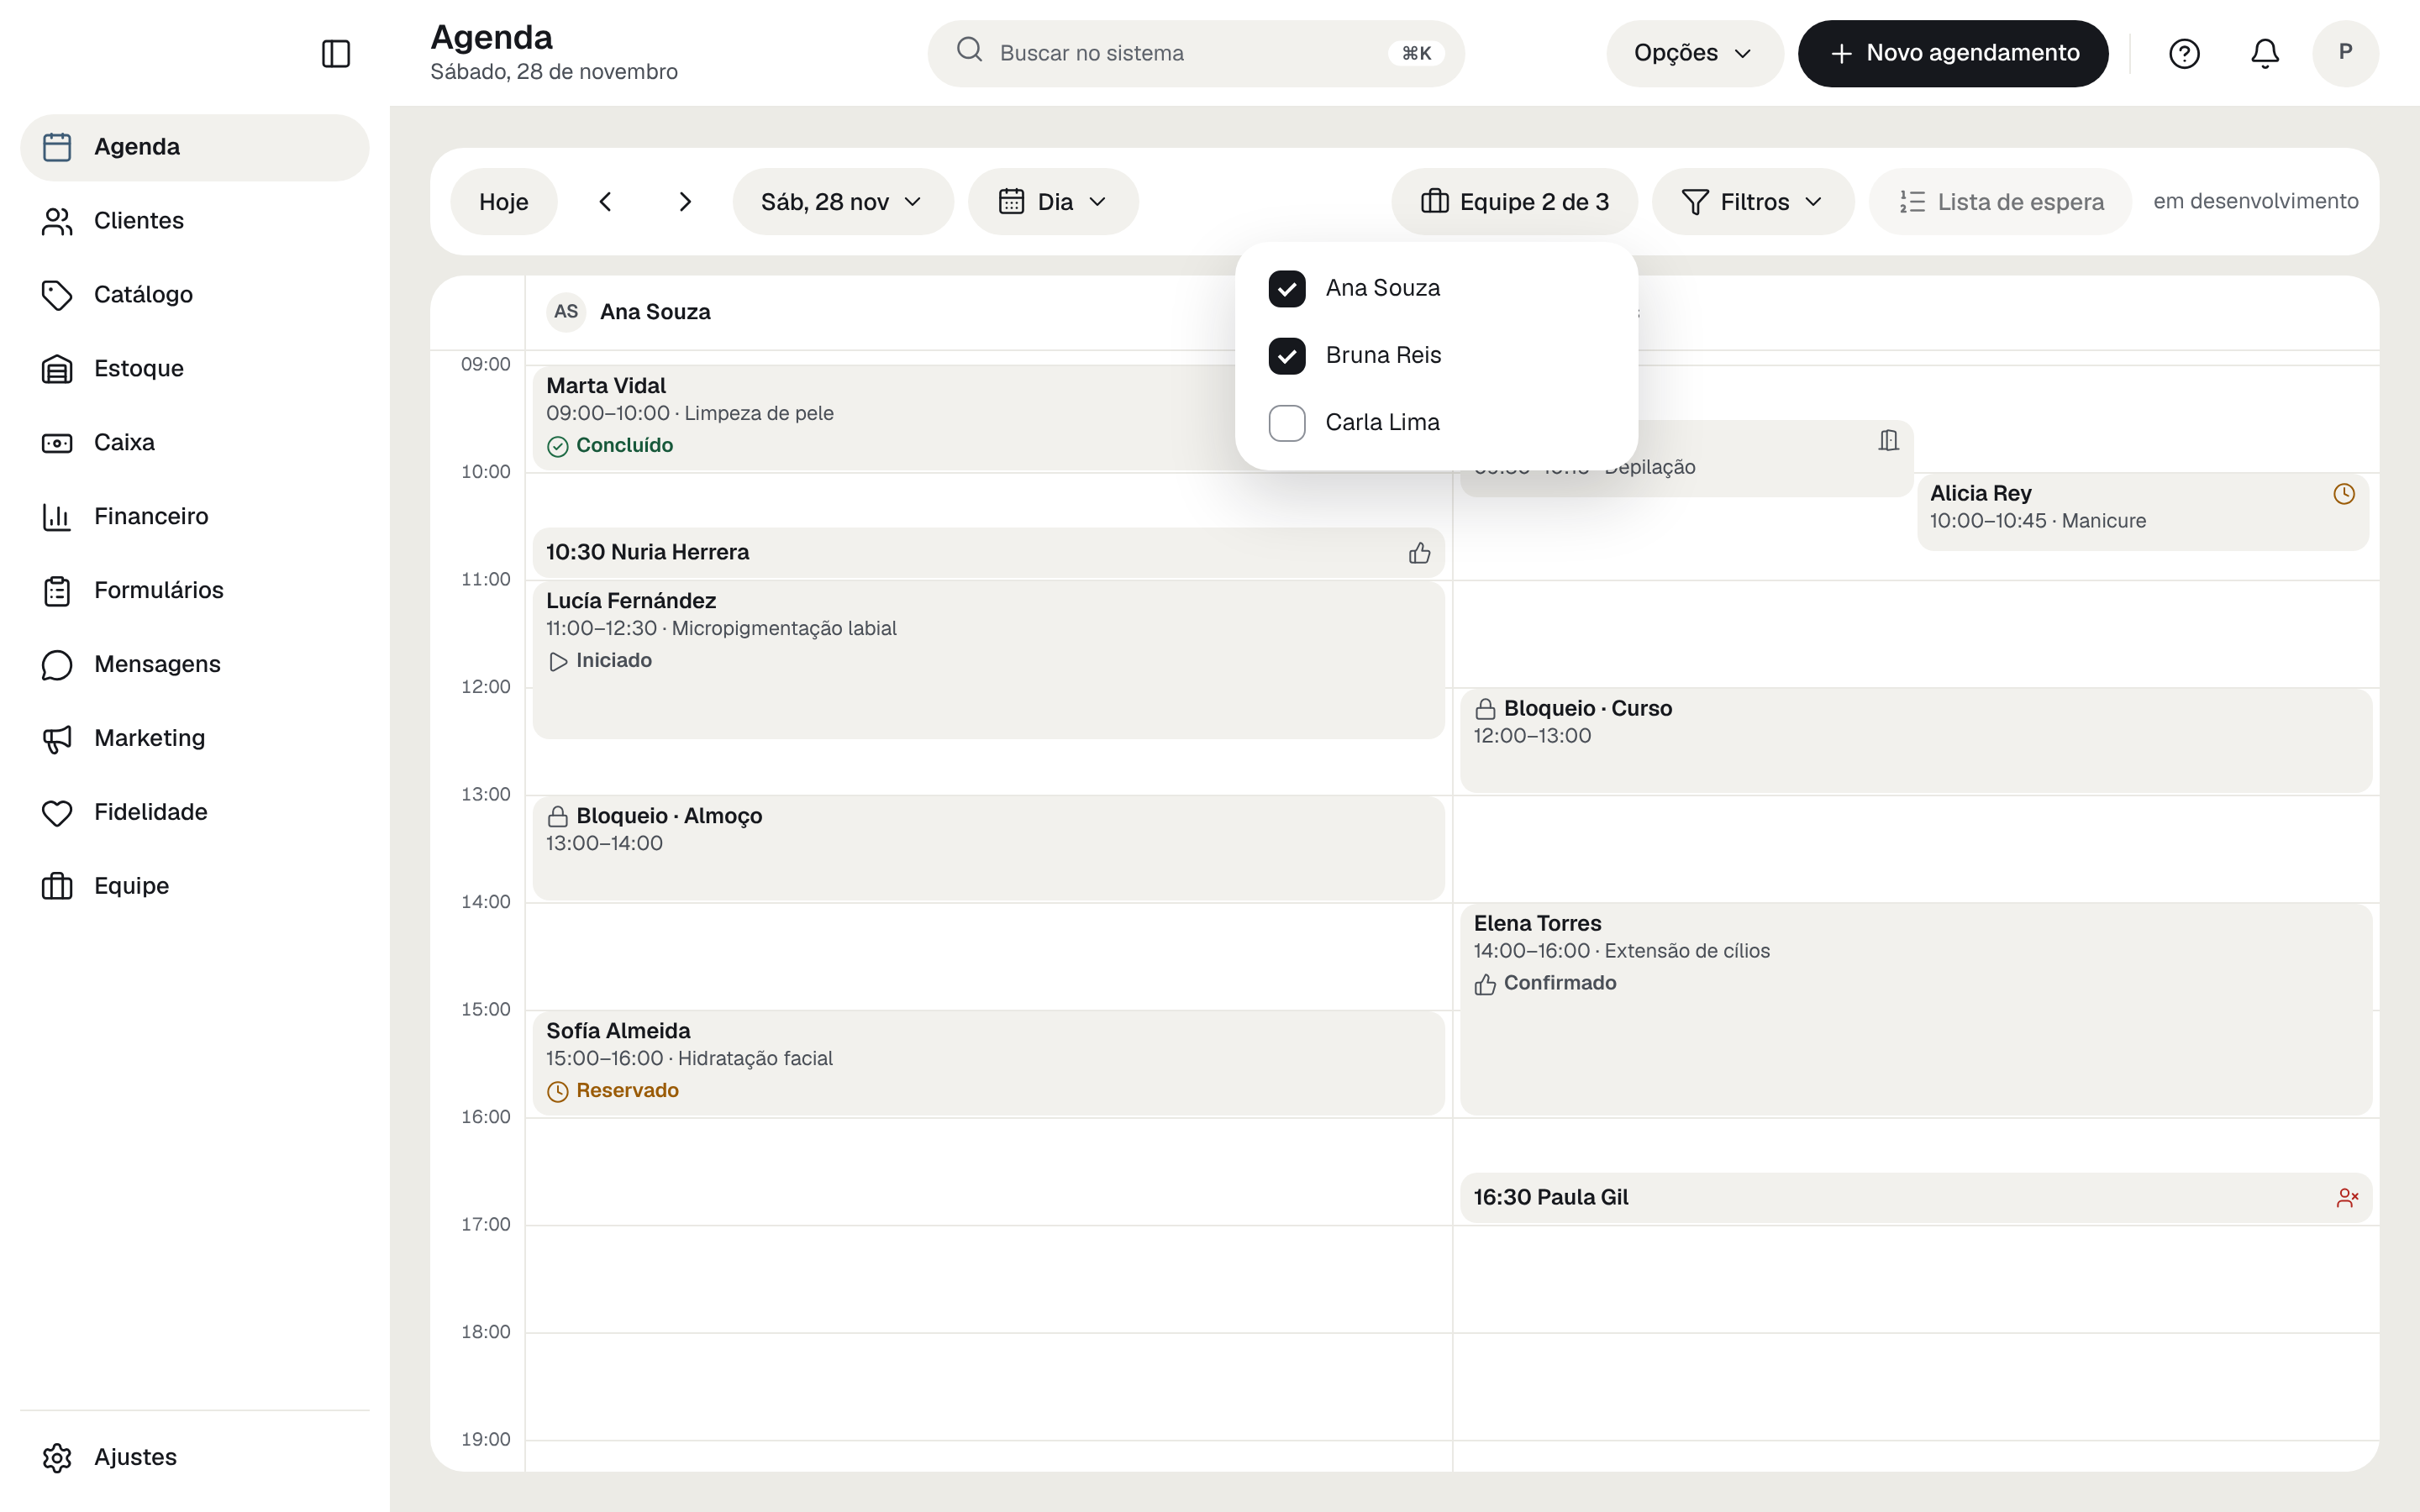 Agenda
Sábado, 28 de novembro
Buscar no sistema
⌘K
Opções
Novo agendamento
P
Agenda
Clientes
Catálogo
Estoque
Caixa
Financeiro
Formulários
Mensagens
Marketing
Fidelidade
Equipe
Ajustes
Hoje
Sáb, 28 nov
Dia
Equipe 2 de 3
Filtros
Lista de espera
em desenvolvimento
Ana Souza
Bruna Reis
Carla Lima
AS
Ana Souza
09:00
10:00
11:00
12:00
13:00
14:00
15:00
16:00
17:00
18:00
19:00
Marta Vidal
09:00–10:00 · Limpeza de pele
Concluído
10:30 Nuria Herrera
Lucía Fernández
11:00–12:30 · Micropigmentação labial
Iniciado
Bloqueio · Almoço
13:00–14:00
Sofía Almeida
15:00–16:00 · Hidratação facial
Reservado
Depilação
Alicia Rey
10:00–10:45 · Manicure
Bloqueio · Curso
12:00–13:00
Elena Torres
14:00–16:00 · Extensão de cílios
Confirmado
16:30 Paula Gil